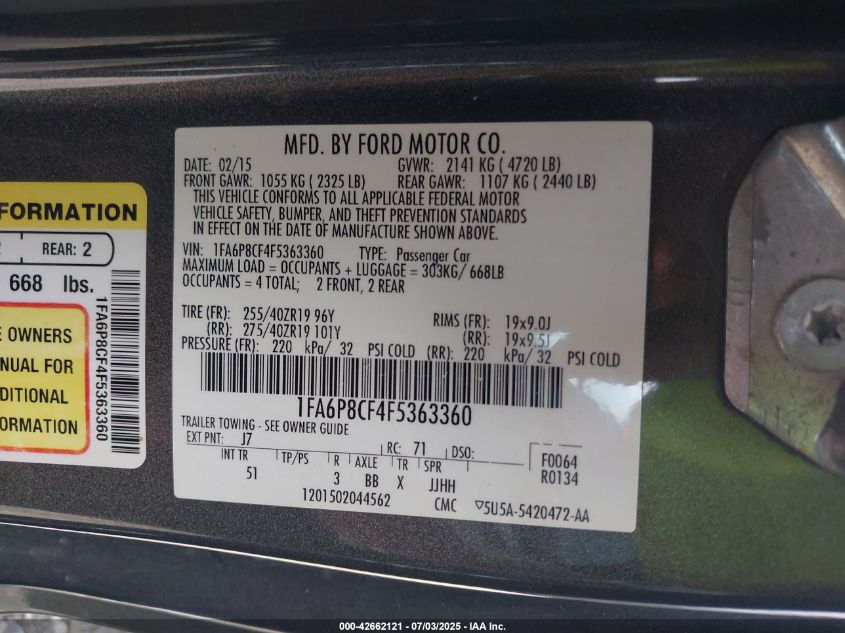 MFD. BY FORD MOTOR CO.
DATE: 02/15 GVWR: 2141 KG ( 4720 LB)
FRONT GAWR: 1055 KG ( 2325 LB) REAR GAWR: 1107 KG ( 2440 LB)
THIS VEHICLE CONFORMS TO ALL APPLICABLE FEDERAL MOTOR
VEHICLE SAFETY, BUMPER, AND THEFT PREVENTION STANDARDS
IN EFFECT ON THE DATE OF MANUFACTURE SHOWN ABOVE.
VIN: 1FA6P8CF4F5363360 TYPE: Passenger Car
MAXIMUM LOAD = OCCUPANTS + LUGGAGE = 303KG/ 668LB
OCCUPANTS = 4 TOTAL; 2 FRONT, 2 REAR
TIRE (FR): 255/40ZR19 96Y RIMS (FR): 19x9.0J
(RR): 275/40ZR19 101Y (RR): 19x9.5J
PRESSURE (FR): 220 kPa/ 32 PSI COLD (RR): 220 kPa/ 32 PSI COLD
1FA6P8CF4F5363360
TRAILER TOWING - SEE OWNER GUIDE
EXT PNT: J7 RC: 71 DSO: F0064
R0134
INT TR TP/PS R AXLE TR SPR
51 3 BB X JJHH
1201502044562 CMC ▽5U5A-5420472-AA
FORMATION
REAR: 2
668 lbs.
OWNERS
NUAL FOR
DITIONAL
FORMATION
1FA6P8CF4F5363360
000-42662121 - 07/03/2025 - IAA Inc.